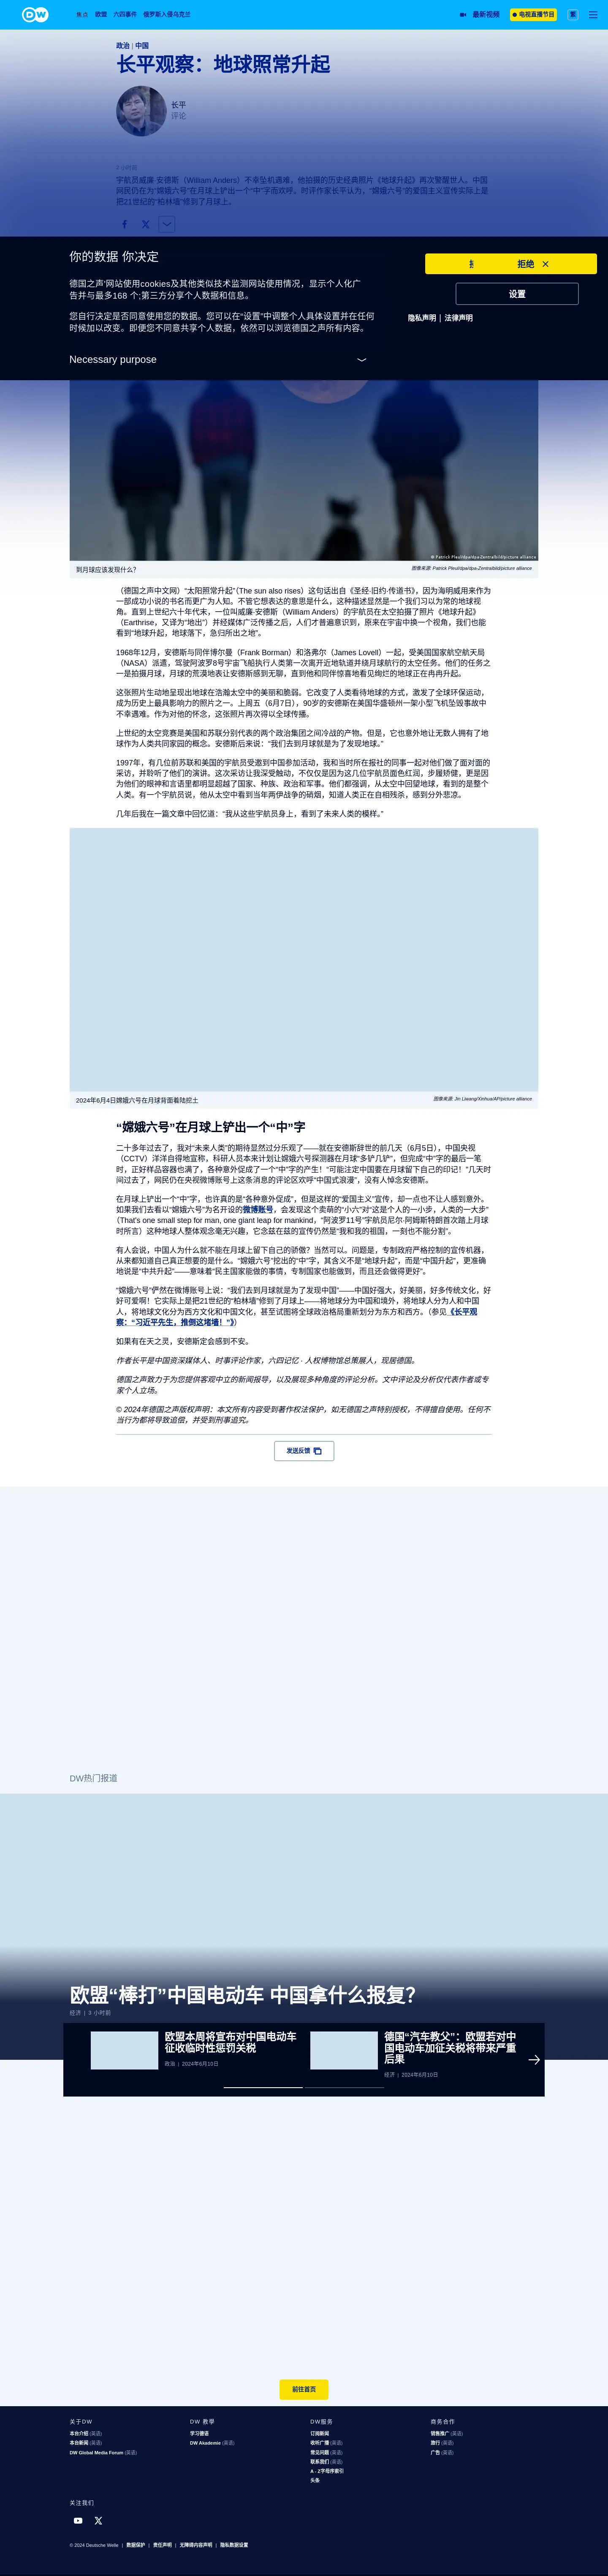 DW
焦点 欧盟 六四事件 俄罗斯入侵乌克兰
最新视频 电视直播节目 繁
政治 | 中国
长平观察：地球照常升起
长平
评论
宇航员威廉·安德斯（William Anders）不幸坠机遇难。他拍摄的历史经典照片《地球升起》再次警醒世人。中国
网民仍在为“嫦娥六号”在月球上铲出一个“中”字而欢呼。时评作家长平认为，“嫦娥六号”的爱国主义宣传实际上是
把21世纪的“柏林墙”修到了月球上。
你的数据 你决定
德国之声'网站使用cookies及其他类似技术监测网站使用情况，显示个人化广
告并与最多168 个;第三方分享个人数据和信息。
您自行决定是否同意使用您的数据。您可以在“设置”中调整个人具体设置并在任何
时候加以改变。即便您不同意共享个人数据，依然可以浏览德国之声所有内容。
Necessary purpose
拒绝
设置
隐私声明 | 法律声明
© Patrick Pleul/dpa/dpa-Zentralbild/picture alliance
到月球应该发现什么？
图像来源: Patrick Pleul/dpa/dpa-Zentralbild/picture alliance
（德国之声中文网）“太阳照常升起”（The sun also rises）这句话出自《圣经·旧约·传道书》，因为海明威用来作为
一部成功小说的书名而更广为人知。不管它想表达的意思是什么，这种描述显然是一个我们习以为常的地球视
角。直到上世纪六十年代末，一位叫威廉·安德斯（William Anders）的宇航员在太空拍摄了照片《地球升起》
（Earthrise，又译为“地出”）并经媒体广泛传播之后，人们才普遍意识到，原来在宇宙中换一个视角，我们也能
看到“地球升起，地球落下，急归所出之地”。
1968年12月，安德斯与同伴博尔曼（Frank Borman）和洛弗尔（James Lovell）一起，受美国国家航空航天局
（NASA）派遣，驾驶阿波罗8号宇宙飞船执行人类第一次离开近地轨道并绕月球航行的太空任务。他们的任务之
一是拍摄月球，月球的荒漠地表让安德斯感到无聊，直到他和同伴惊喜地看见绚烂的地球正在冉冉升起。
这张照片生动地呈现出地球在浩瀚太空中的美丽和脆弱。它改变了人类看待地球的方式，激发了全球环保运动，
成为历史上最具影响力的照片之一。上周五（6月7日），90岁的安德斯在美国华盛顿州一架小型飞机坠毁事故中
不幸遇难。作为对他的怀念，这张照片再次得以全球传播。
上世纪的太空竞赛是美国和苏联分别代表的两个政治集团之间冷战的产物。但是，它也意外地让无数人拥有了地
球作为人类共同家园的概念。安德斯后来说：“我们去到月球就是为了发现地球。”
1997年，有几位前苏联和美国的宇航员受邀到中国参加活动，我和当时所在报社的同事一起对他们做了面对面的
采访，并聆听了他们的演讲。这次采访让我深受触动，不仅仅是因为这几位宇航员面色红润，步履矫健，更是因
为他们的眼神和言语里都明显超越了国家、种族、政治和军事。他们都强调，从太空中回望地球，看到的是整个
人类。有一个宇航员说，他从太空中看到当年两伊战争的硝烟，知道人类正在自相残杀，感到分外悲凉。
几年后我在一篇文章中回忆道：“我从这些宇航员身上，看到了未来人类的模样。”
2024年6月4日嫦娥六号在月球背面着陆挖土
图像来源: Jin Liwang/Xinhua/AP/picture alliance
“嫦娥六号”在月球上铲出一个“中”字
二十多年过去了，我对“未来人类”的期待显然过分乐观了——就在安德斯辞世的前几天（6月5日），中国央视
（CCTV）洋洋自得地宣称，科研人员本来计划让嫦娥六号探测器在月球“多铲几铲”，但完成“中”字的最后一笔
时，正好样品容器也满了，各种意外促成了一个“中”字的产生！“可能注定中国要在月球留下自己的印记！”几天时
间过去了，网民仍在央视微博账号上这条消息的评论区欢呼“中国式浪漫”，没有人悼念安德斯。
在月球上铲出一个“中”字，也许真的是“各种意外促成”，但是这样的“爱国主义”宣传，却一点也不让人感到意外。
如果我们去看以“嫦娥六号”为名开设的微博账号，会发现这个卖萌的“小六”对“这是个人的一小步，人类的一大步”
（That's one small step for man, one giant leap for mankind，“阿波罗11号”宇航员尼尔·阿姆斯特朗首次踏上月球
时所言）这种地球人整体观念毫无兴趣，它念兹在兹的宣传仍然是“我和我的祖国，一刻也不能分割”。
有人会说，中国人为什么就不能在月球上留下自己的骄傲？当然可以。问题是，专制政府严格控制的宣传机器，
从来都知道自己真正想要的是什么。“嫦娥六号”挖出的“中”字，其含义不是“地球升起”，而是“中国升起”，更准确
地说是“中共升起”——意味着“民主国家能做的事情，专制国家也能做到，而且还会做得更好”。
“嫦娥六号”俨然在微博账号上说：“我们去到月球就是为了发现中国”——中国好强大，好美丽，好多传统文化，好
好可爱啊！它实际上是把21世纪的“柏林墙”修到了月球上——将地球分为中国和境外，将地球人分为人和中国
人，将地球文化分为西方文化和中国文化，甚至试图将全球政治格局重新划分为东方和西方。（参见《长平观
察：“习近平先生，推倒这堵墙！“》）
如果有在天之灵，安德斯定会感到不安。
作者长平是中国资深媒体人、时事评论作家，六四记忆 · 人权博物馆总策展人，现居德国。
德国之声致力于为您提供客观中立的新闻报导，以及展现多种角度的评论分析。文中评论及分析仅代表作者或专
家个人立场。
© 2024年德国之声版权声明：本文所有内容受到著作权法保护，如无德国之声特别授权，不得擅自使用。任何不
当行为都将导致追偿，并受到刑事追究。
发送反馈
DW热门报道
欧盟“棒打”中国电动车 中国拿什么报复？
经济 | 3 小时前
欧盟本周将宣布对中国电动车
征收临时性惩罚关税
政治 | 2024年6月10日
德国“汽车教父”：欧盟若对中
国电动车加征关税将带来严重
后果
经济 | 2024年6月10日
前往首页
关于DW
本台介绍 (英语)
本台新闻 (英语)
DW Global Media Forum (英语)
DW 教學
学习德语
DW Akademie (英语)
DW服务
订阅新闻
收听广播 (英语)
常见问题 (英语)
联系我们 (英语)
A - Z字母序索引
头条
商务合作
销售推广 (英语)
旅行 (英语)
广告 (英语)
关注我们
© 2024 Deutsche Welle | 数据保护 | 责任声明 | 无障碍内容声明 | 隐私数据设置